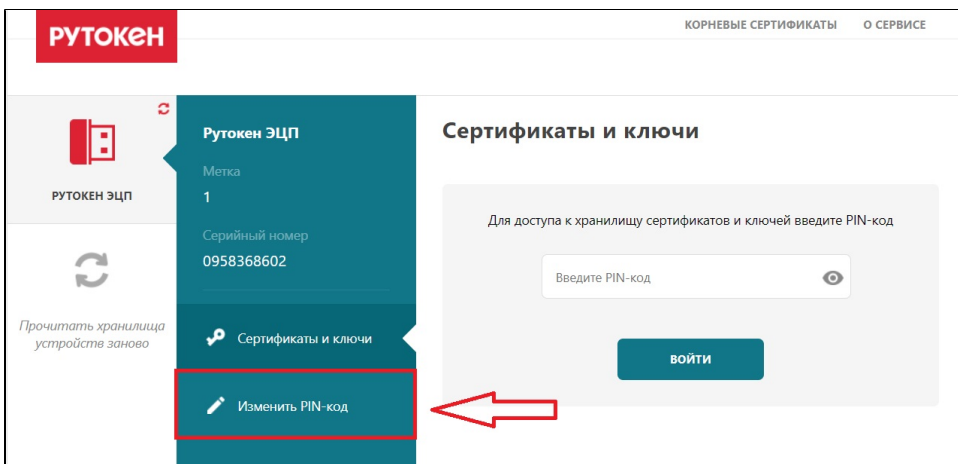 рутокен
КОРНЕВЫЕ СЕРТИФИКАТЫ О СЕРВИСЕ
РУТОКЕН ЭЦП
Прочитать хранилища
устройств заново
Рутокен ЭЦП
Метка
1
Серийный номер
0958368602
Сертификаты и ключи
Изменить PIN-код
Сертификаты и ключи
Для доступа к хранилищу сертификатов и ключей введите PIN-код
Введите PIN-код
ВОЙТИ